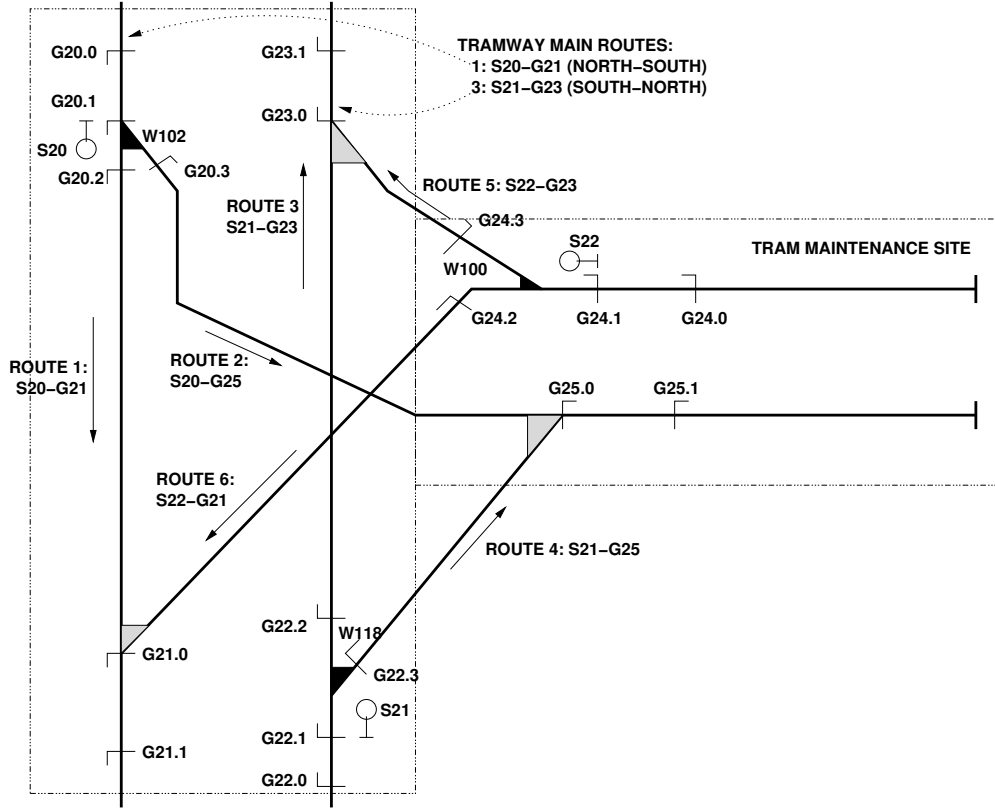 G20.0
G23.1
TRAMWAY MAIN ROUTES:
1: S20−G21 (NORTH−SOUTH)
3: S21−G23 (SOUTH−NORTH)
G20.1
G23.0
W102
S20
G20.2
G20.3
ROUTE 3
S21−G23
ROUTE 5: S22−G23
G24.3
S22
TRAM MAINTENANCE SITE
W100
G24.2
G24.1
G24.0
ROUTE 1:
S20−G21
ROUTE 2:
S20−G25
G25.0
G25.1
ROUTE 6:
S22−G21
ROUTE 4: S21−G25
G22.2
W118
G21.0
G22.3
S21
G22.1
G21.1
G22.0